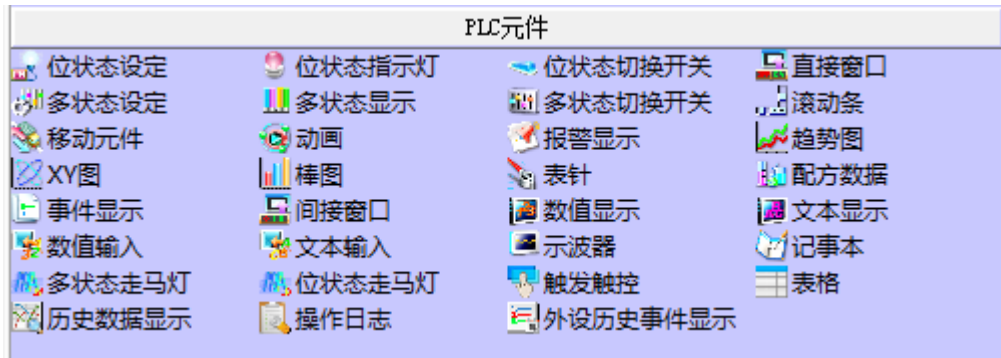 PLC元件
位状态设定 位状态指示灯 位状态切换开关 直接窗口
多状态设定 多状态显示 多状态切换开关 滚动条
移动元件 动画 报警显示 趋势图
XY图 棒图 表针 配方数据
事件显示 间接窗口 数值显示 文本显示
数值输入 文本输入 示波器 记事本
多状态走马灯 位状态走马灯 触发触控 表格
历史数据显示 操作日志 外设历史事件显示